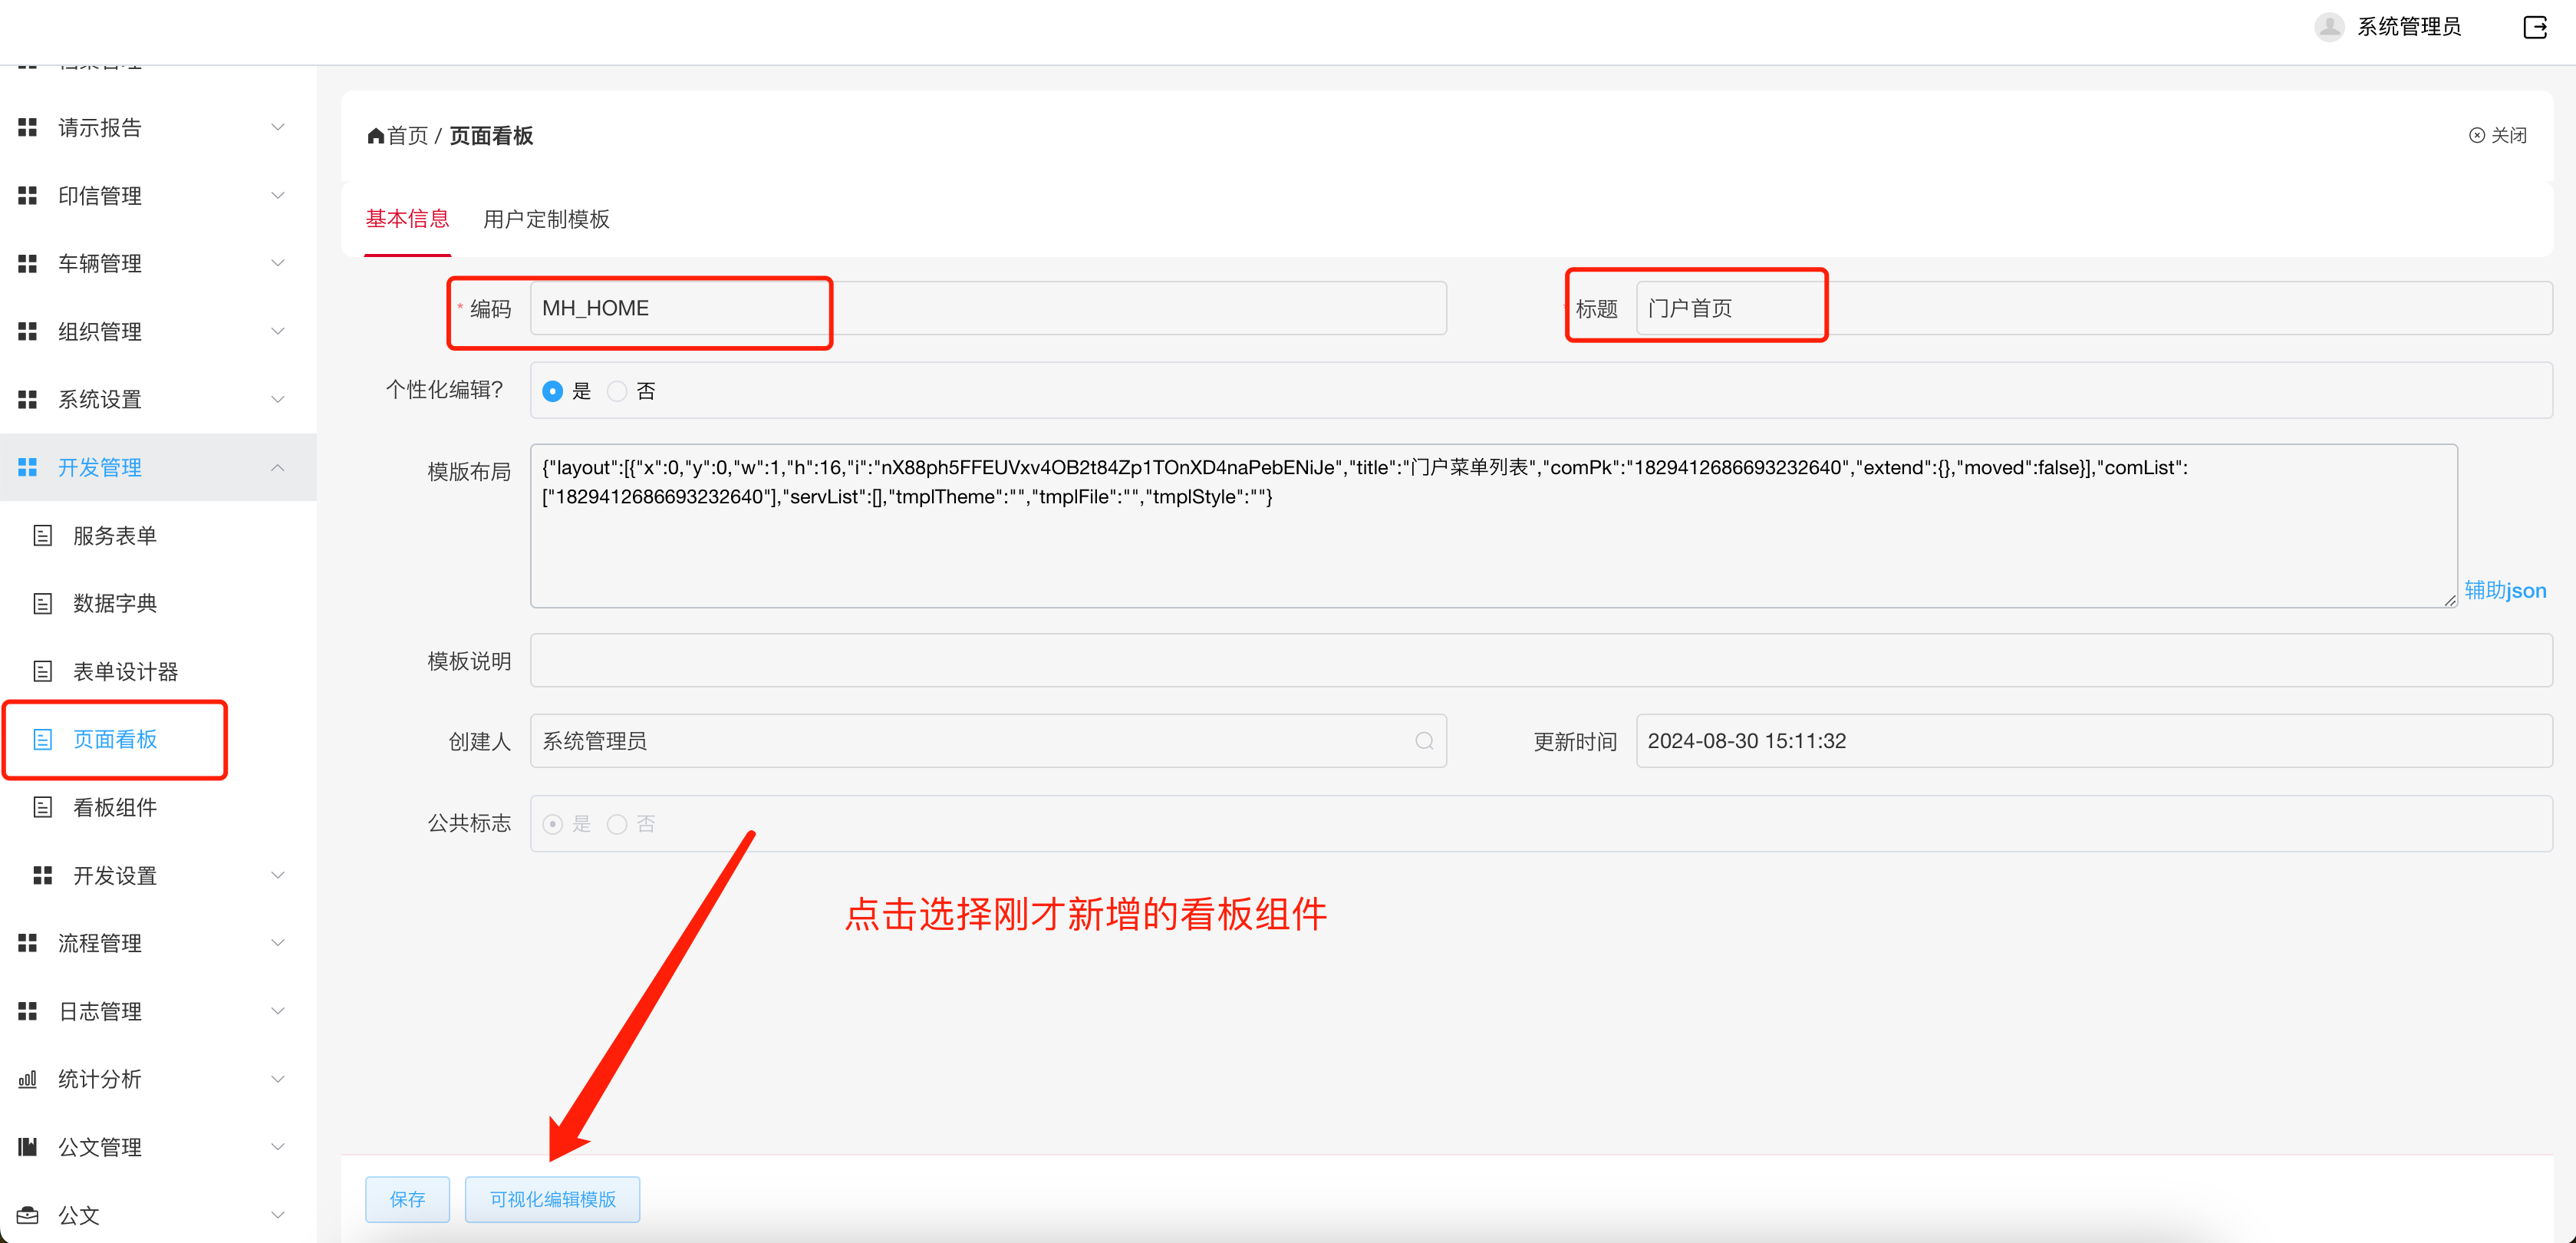 系统管理员
请示报告
印信管理
车辆管理
组织管理
系统设置
开发管理
服务表单
数据字典
表单设计器
页面看板
看板组件
开发设置
流程管理
日志管理
统计分析
公文管理
公文
首页 / 页面看板
关闭
基本信息 用户定制模板
* 编码 MH_HOME
标题 门户首页
个性化编辑? 是 否
模版布局
{"layout":[{"x":0,"y":0,"w":1,"h":16,"i":"nX88ph5FFEUVxv4OB2t84Zp1TOnXD4naPebENiJe","title":"门户菜单列表","comPk":"1829412686693232640","extend":{},"moved":false}],"comList":
["1829412686693232640"],"servList":[],"tmplTheme":"","tmplFile":"","tmplStyle":""}
辅助json
模板说明
创建人 系统管理员
更新时间 2024-08-30 15:11:32
公共标志 是 否
点击选择刚才新增的看板组件
保存 可视化编辑模版